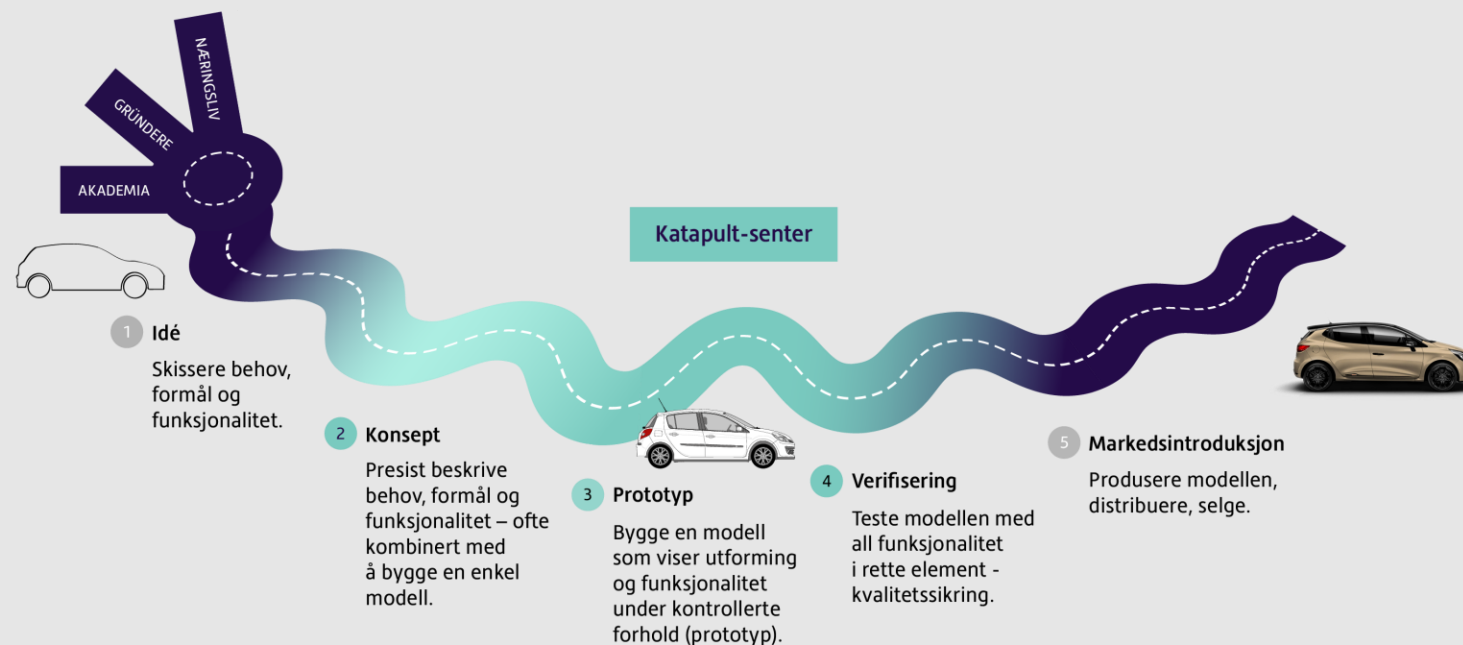 NÆRINGSLIV
GRÜNDERE
AKADEMIA
Katapult-senter
1 Idé
Skissere behov,
formål og
funksjonalitet.
2 Konsept
Presist beskrive
behov, formål og
funksjonalitet – ofte
kombinert med
å bygge en enkel
modell.
3 Prototyp
Bygge en modell
som viser utforming
og funksjonalitet
under kontrollerte
forhold (prototyp).
4 Verifisering
Teste modellen med
all funksjonalitet
i rette element -
kvalitetssikring.
5 Markedsintroduksjon
Produsere modellen,
distribuere, selge.